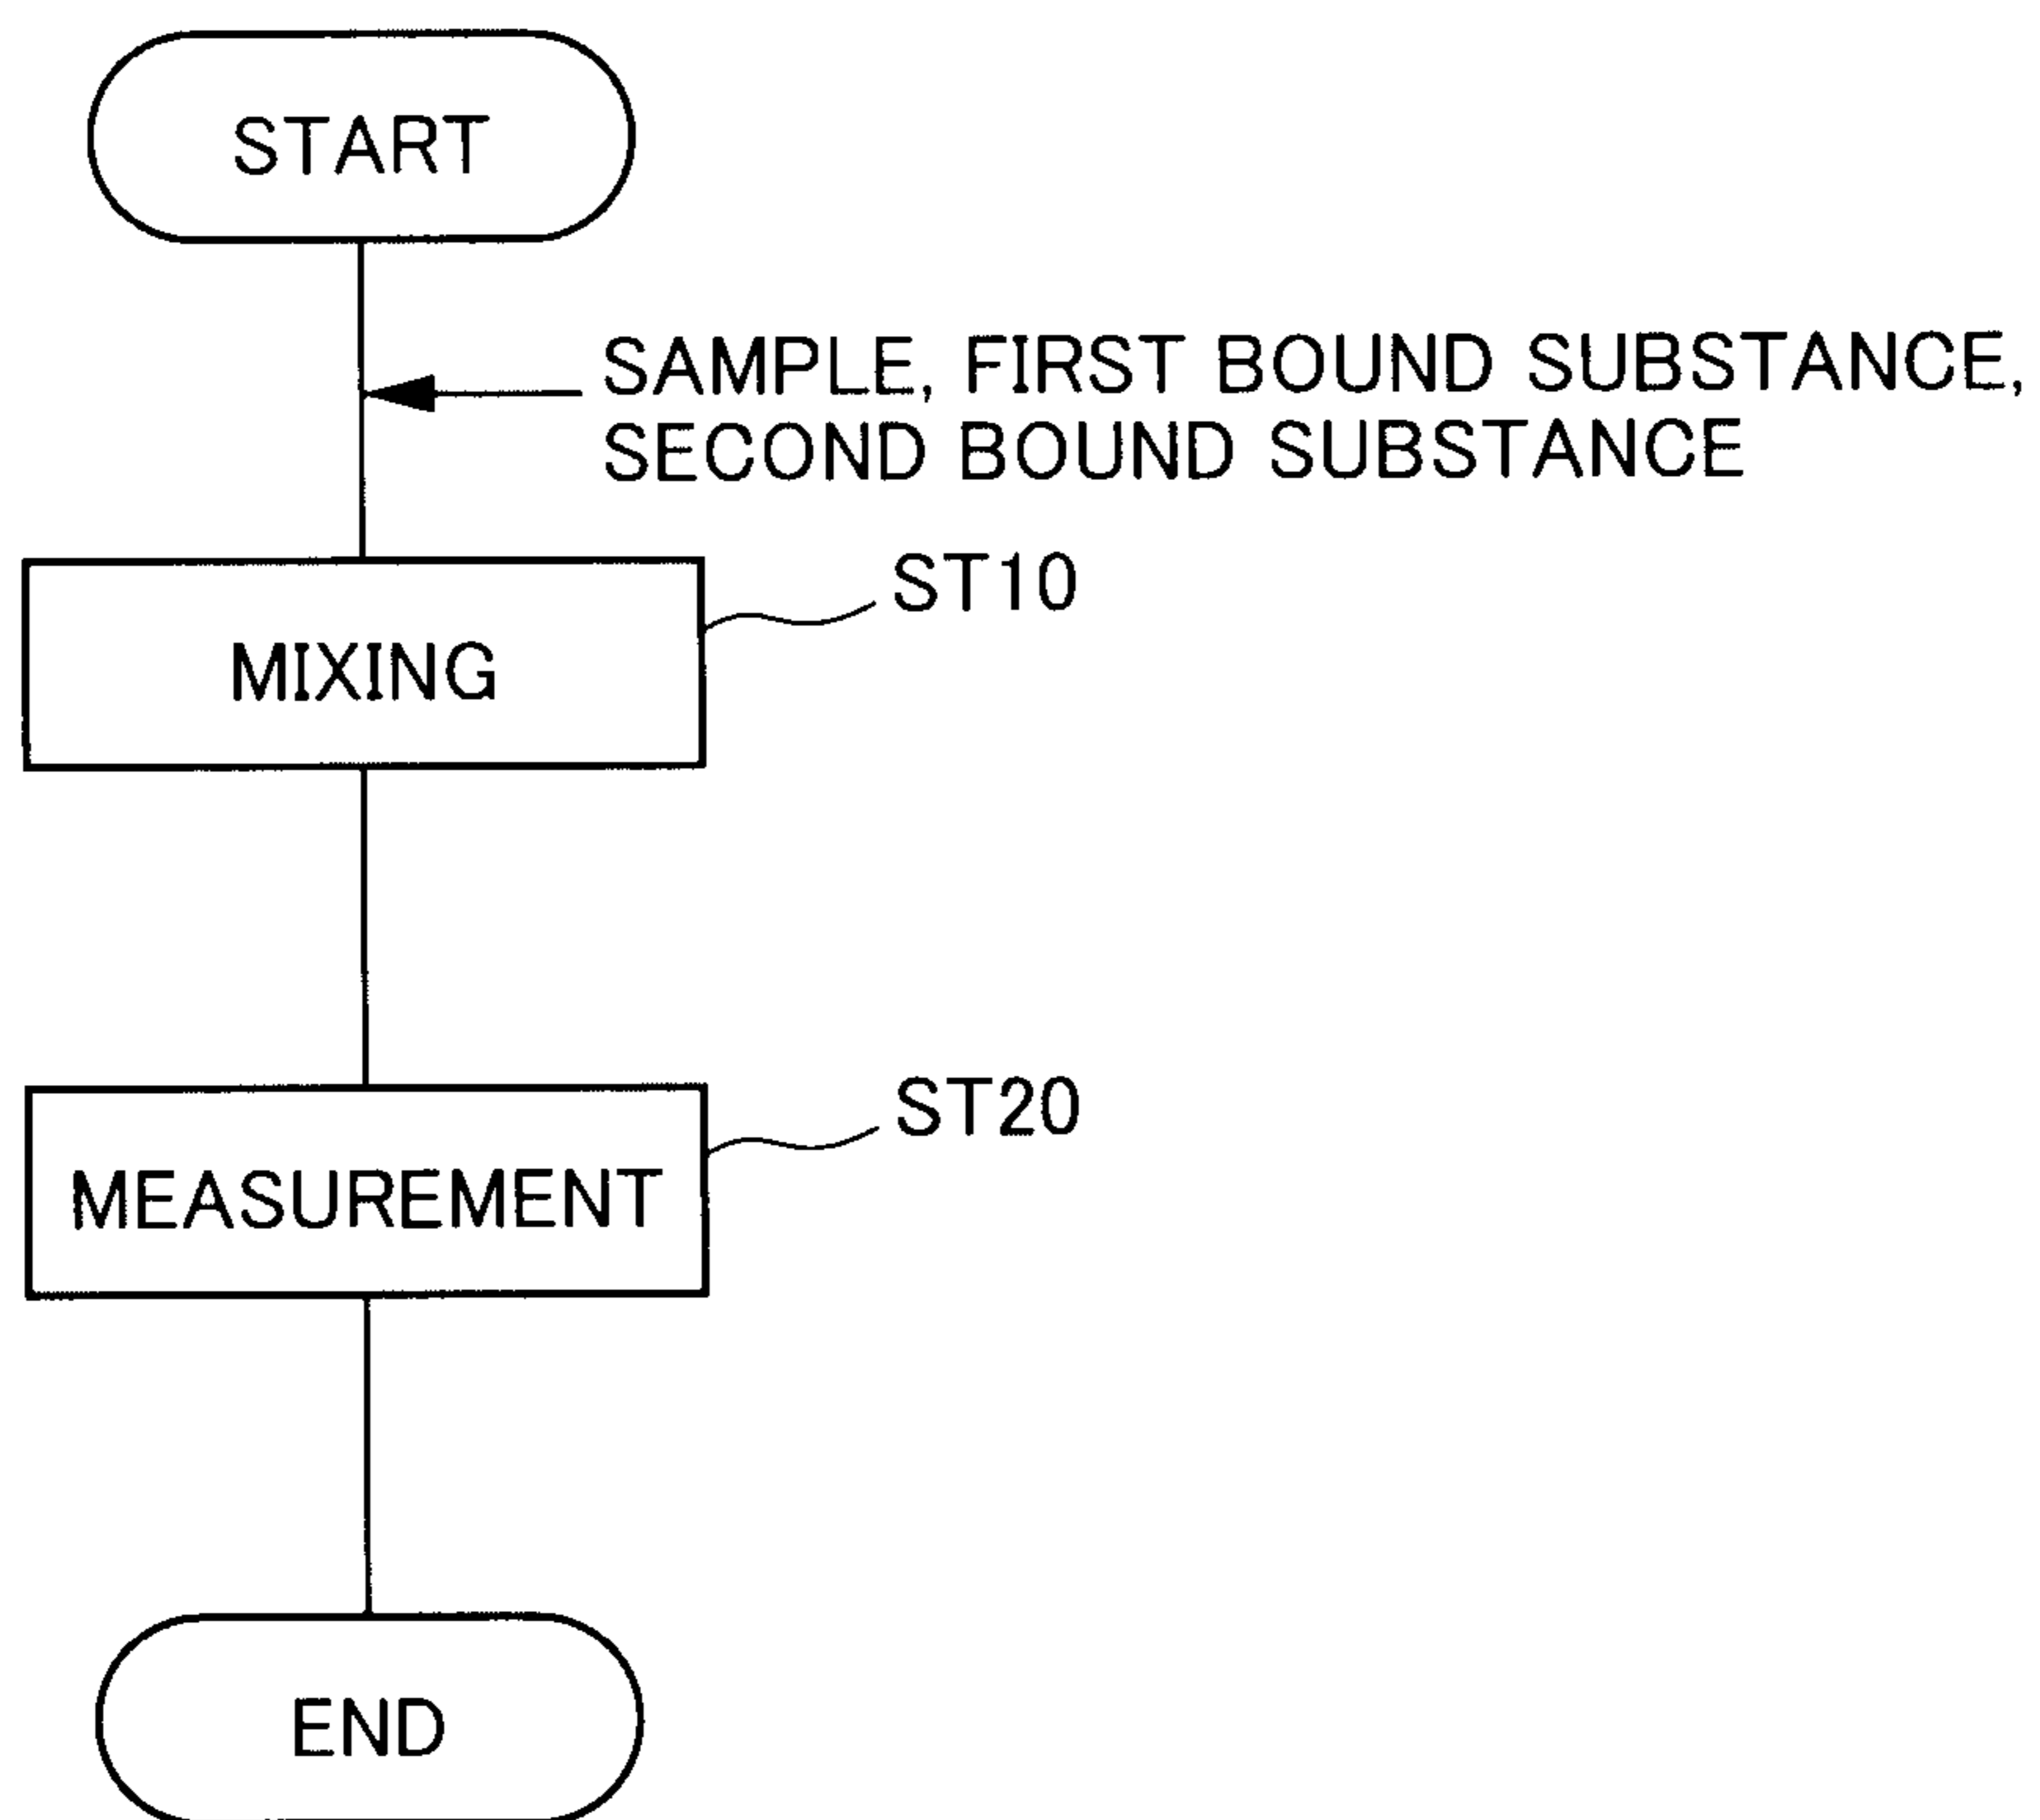 START
SAMPLE, FIRST BOUND SUBSTANCE,
SECOND BOUND SUBSTANCE
ST10
MIXING
ST20
MEASUREMENT
END